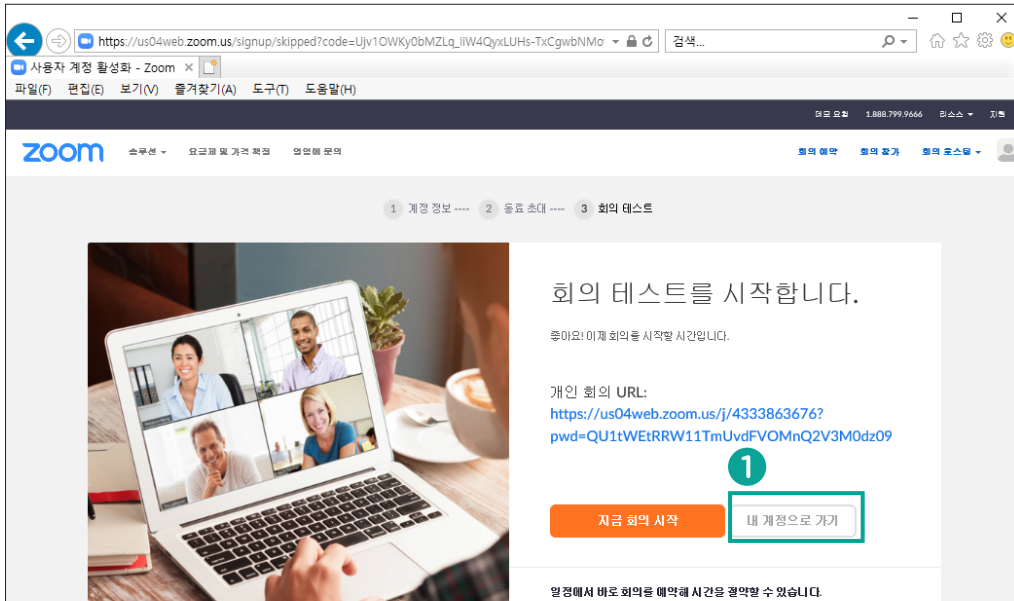 https://us04web.zoom.us/signup/skipped?code=Ujv1OWKy0bMZLq_IiW4QyxLUHs-TxCgwbNMo
검색...
사용자 계정 활성화 - Zoom
파일(F) 편집(E) 보기(V) 즐겨찾기(A) 도구(T) 도움말(H)
데모 요청 1.888.799.9666 리소스 지원
zoom 솔루션 요금제 및 가격 책정 영업에 문의 회의 예약 회의 참가 회의 호스팅
1 계정 정보 ---- 2 동료 초대 ---- 3 회의 테스트
회의 테스트를 시작합니다.
좋아요! 이제 회의를 시작할 시간입니다.
개인 회의 URL:
https://us04web.zoom.us/j/4333863676?
pwd=QU1tWEtRRW11TmUvdFVOMnQ2V3M0dz09
1
지금 회의 시작 내 계정으로 가기
일정에서 바로 회의를 예약해 시간을 절약할 수 있습니다.